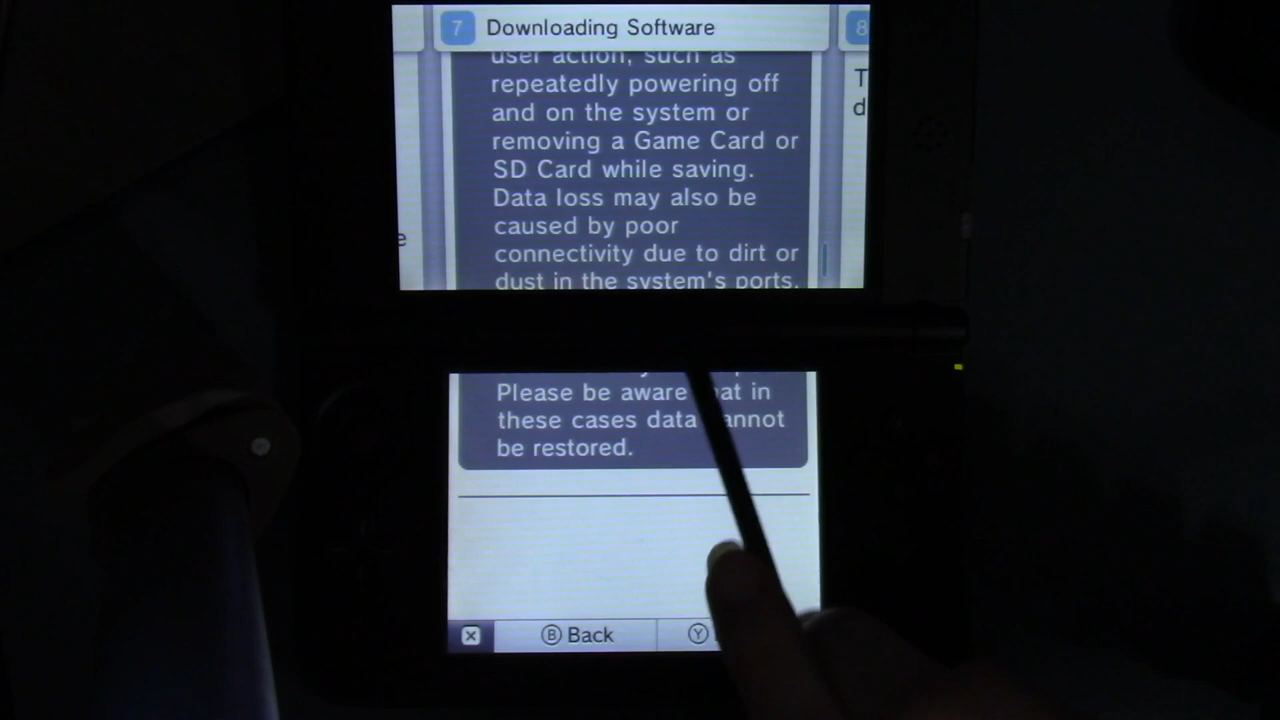 7 Downloading Software 8
user action, such as
repeatedly powering off
and on the system or
removing a Game Card or
SD Card while saving.
Data loss may also be
caused by poor
connectivity due to dirt or
dust in the system's ports.
T
d
e
Please be aware
these cases data
be restored.
X B Back Y